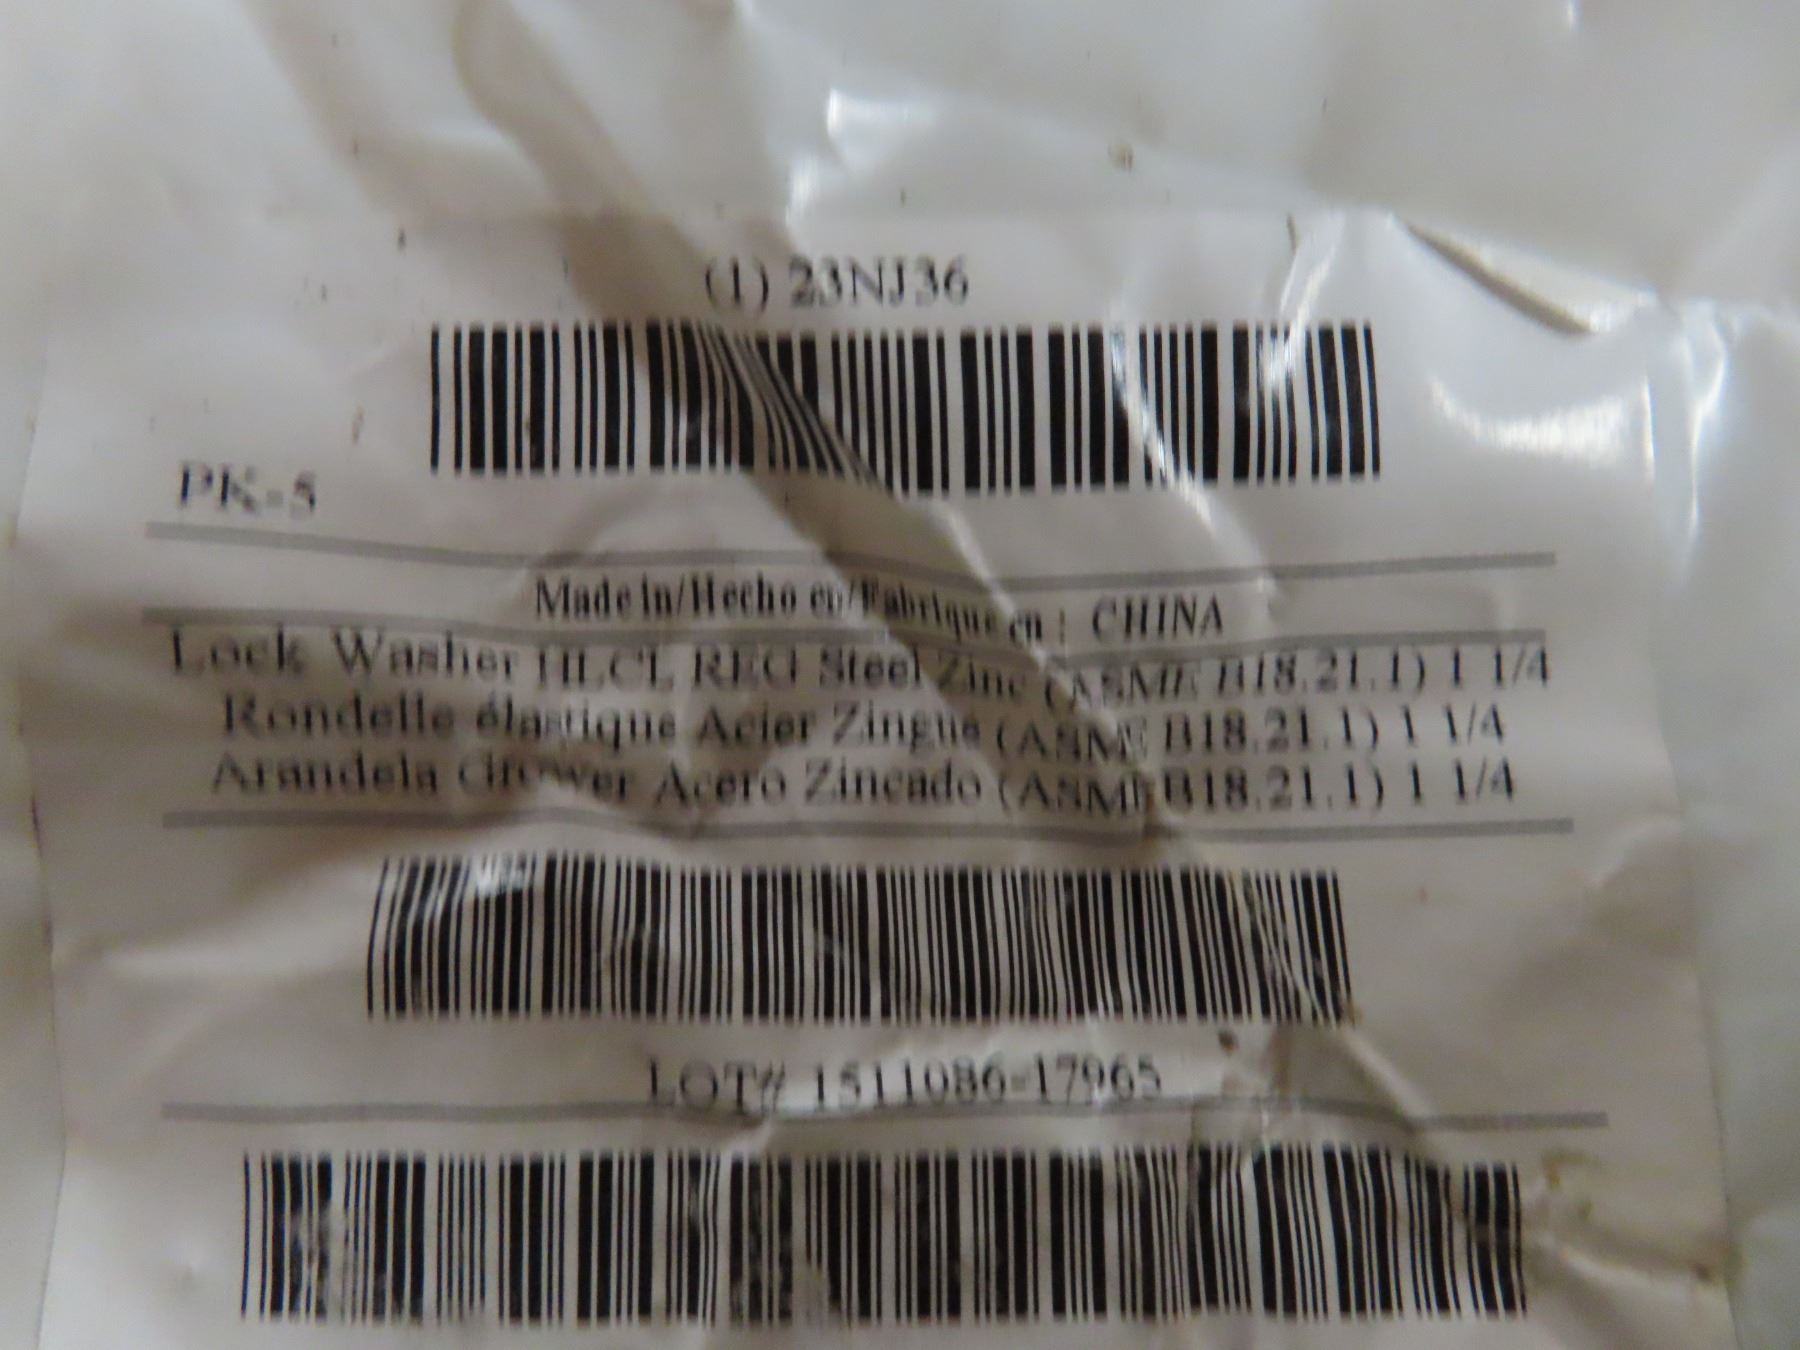 (1) 23NJ36
PK-5
Made in/Hecho en/Fabrique en : CHINA
Lock Washer HLCL REG Steel Zinc (ASME B18.21.1) 1 1/4
Rondelle élastique Acier Zingue (ASME B18.21.1) 1 1/4
Arandela Grower Acero Zincado (ASME B18.21.1) 1 1/4
LOT# 1511086-17965